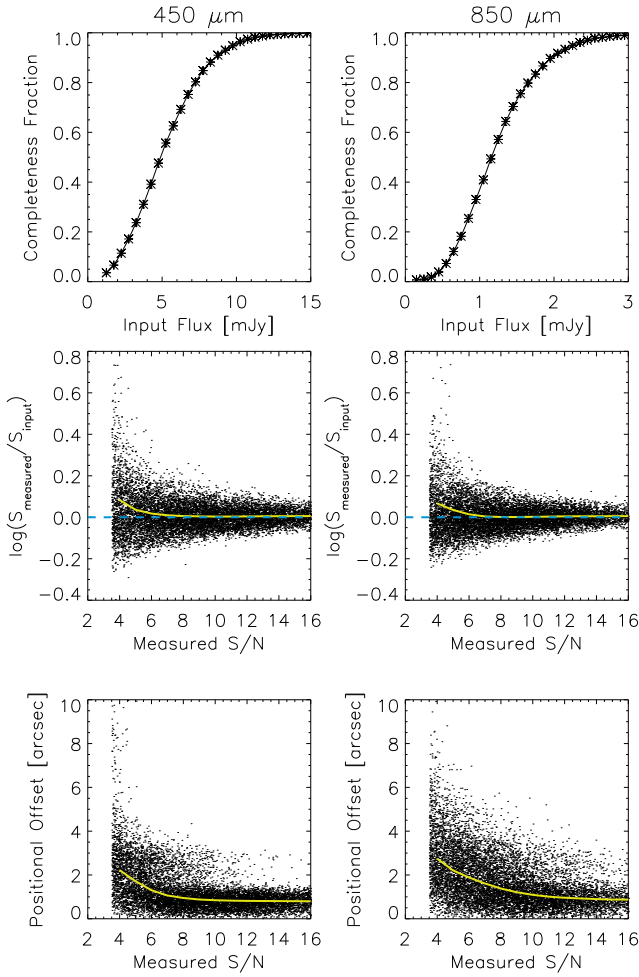 450 μm 850 μm
1.0 1.0
0.8 0.8
0.6 0.6
0.4 0.4
0.2 0.2
0.0 0.0
Completeness Fraction Completeness Fraction
0 5 10 15 0 1 2 3
Input Flux [mJy] Input Flux [mJy]
0.8 0.8
0.6 0.6
0.4 0.4
0.2 0.2
0.0 0.0
−0.2 −0.2
−0.4 −0.4
log(Smeasured/Sinput) log(Smeasured/Sinput)
2 4 6 8 10 12 14 16 2 4 6 8 10 12 14 16
Measured S/N Measured S/N
10 10
8 8
6 6
4 4
2 2
0 0
Positional Offset [arcsec] Positional Offset [arcsec]
2 4 6 8 10 12 14 16 2 4 6 8 10 12 14 16
Measured S/N Measured S/N